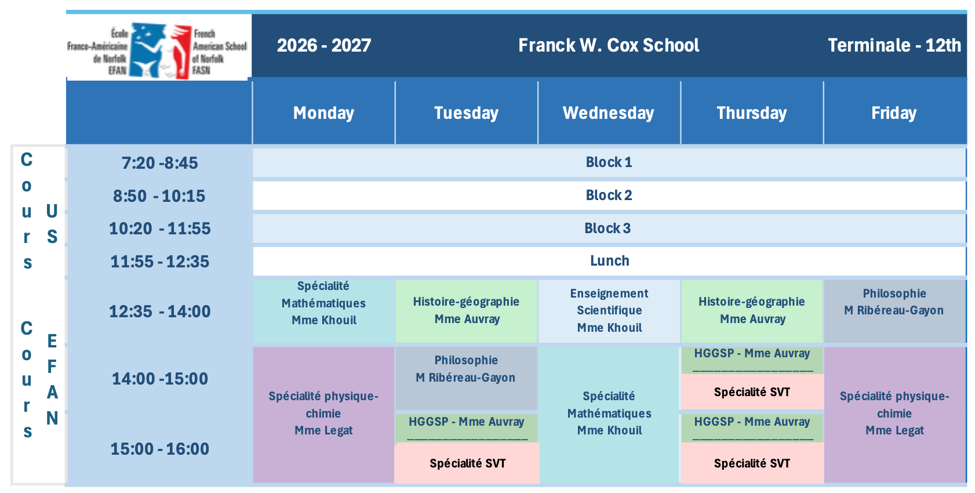 École
Franco-Américaine
de Norfolk
EFAN
French
American School
of Norfolk
FASN
2026 - 2027
Franck W. Cox School
Terminale - 12th
Monday
Tuesday
Wednesday
Thursday
Friday
Cours
US
7:20 -8:45
Block 1
8:50 - 10:15
Block 2
10:20 - 11:55
Block 3
11:55 - 12:35
Lunch
Cours
EFAN
12:35 - 14:00
Spécialité
Mathématiques
Mme Khouil
Histoire-géographie
Mme Auvray
Enseignement
Scientifique
Mme Khouil
Histoire-géographie
Mme Auvray
Philosophie
M Ribéreau-Gayon
14:00 -15:00
Spécialité physique-
chimie
Mme Legat
Philosophie
M Ribéreau-Gayon
Spécialité
Mathématiques
Mme Khouil
HGGSP - Mme Auvray
Spécialité SVT
Spécialité physique-
chimie
Mme Legat
15:00 - 16:00
HGGSP - Mme Auvray
Spécialité SVT
HGGSP - Mme Auvray
Spécialité SVT